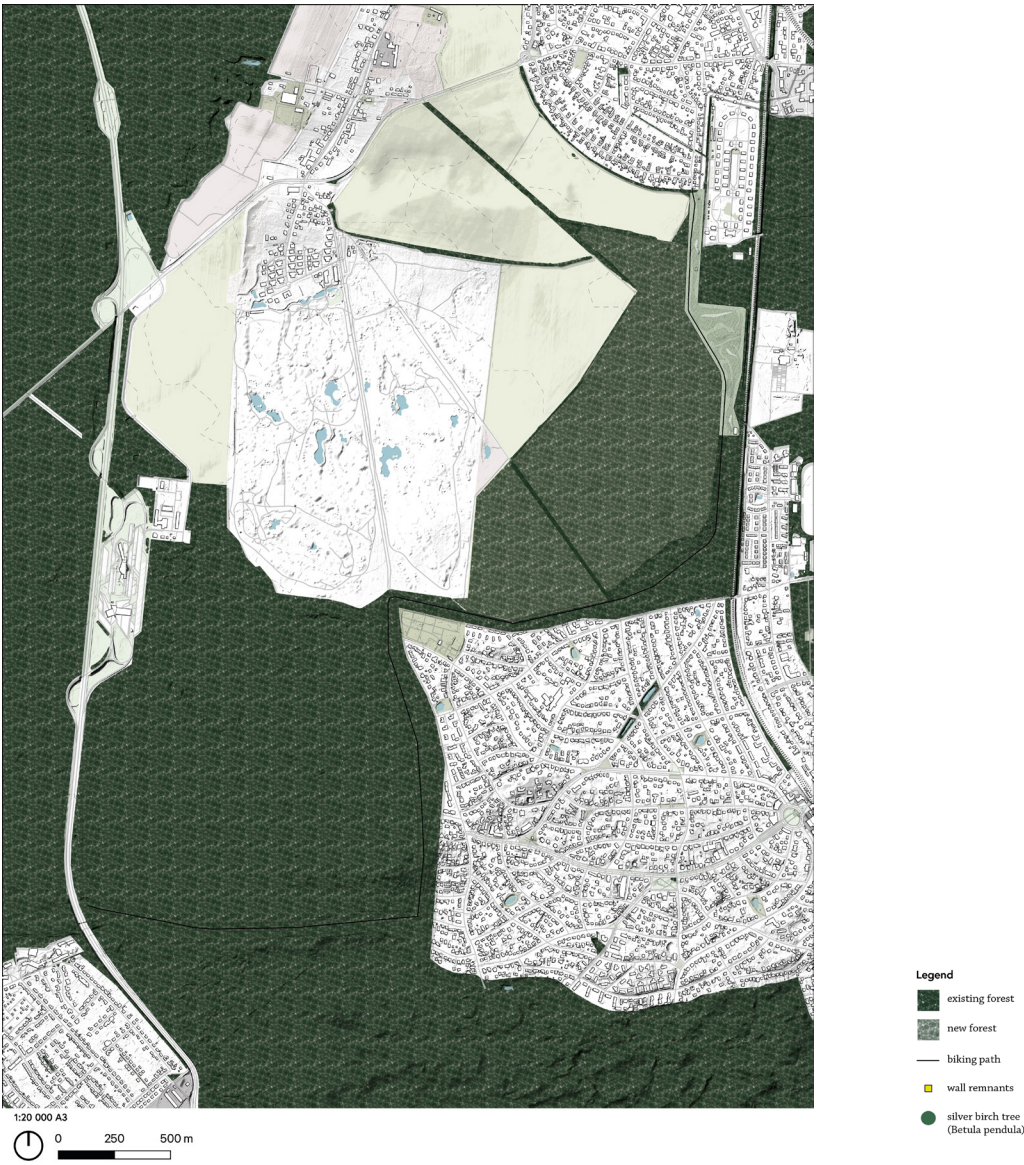 Legend
existing forest
new forest
biking path
wall remnants
silver birch tree
(Betula pendula)
1:20 000 A3
0 250 500 m